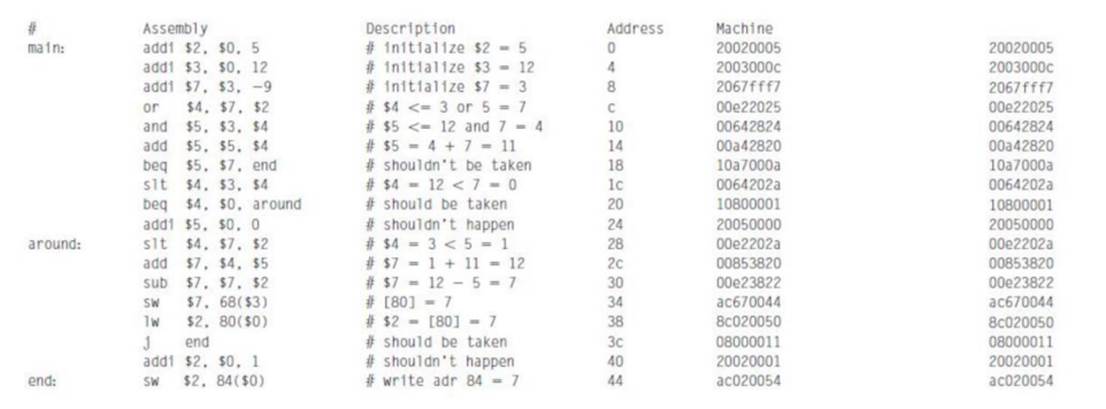 # Assembly Description Address Machine
main: addi $2, $0, 5 # initialize $2 = 5 0 20020005 20020005
addi $3, $0, 12 # initialize $3 = 12 4 2003000c 2003000c
addi $7, $3, −9 # initialize $7 = 3 8 2067fff7 2067fff7
or $4, $7, $2 # $4 <= 3 or 5 = 7 c 00e22025 00e22025
and $5, $3, $4 # $5 <= 12 and 7 = 4 10 00642824 00642824
add $5, $5, $4 # $5 = 4 + 7 = 11 14 00a42820 00a42820
beq $5, $7, end # shouldn't be taken 18 10a7000a 10a7000a
slt $4, $3, $4 # $4 = 12 < 7 = 0 1c 0064202a 0064202a
beq $4, $0, around # should be taken 20 10800001 10800001
addi $5, $0, 0 # shouldn't happen 24 20050000 20050000
around: slt $4, $7, $2 # $4 = 3 < 5 = 1 28 00e2202a 00e2202a
add $7, $4, $5 # $7 = 1 + 11 = 12 2c 00853820 00853820
sub $7, $7, $2 # $7 = 12 − 5 = 7 30 00e23822 00e23822
sw $7, 68($3) # [80] = 7 34 ac670044 ac670044
lw $2, 80($0) # $2 = [80] = 7 38 8c020050 8c020050
j end # should be taken 3c 08000011 08000011
addi $2, $0, 1 # shouldn't happen 40 20020001 20020001
end: sw $2, 84($0) # write adr 84 = 7 44 ac020054 ac020054